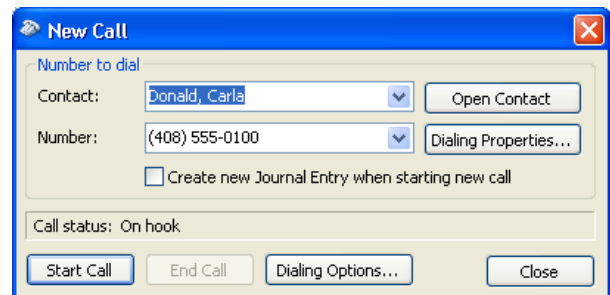 New Call
Number to dial
Contact: Donald, Carla Open Contact
Number: (408) 555-0100 Dialing Properties...
Create new Journal Entry when starting new call
Call status: On hook
Start Call End Call Dialing Options... Close